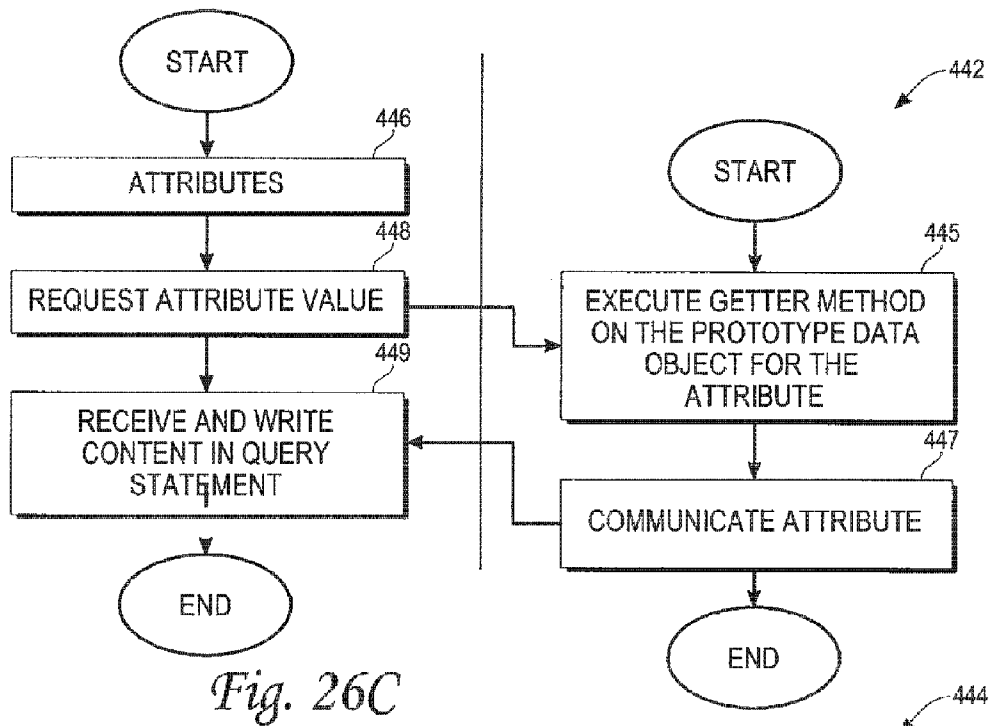 START
446
ATTRIBUTES
448
REQUEST ATTRIBUTE VALUE
449
RECEIVE AND WRITE
CONTENT IN QUERY
STATEMENT
END
442
START
445
EXECUTE GETTER METHOD
ON THE PROTOTYPE DATA
OBJECT FOR THE
ATTRIBUTE
447
COMMUNICATE ATTRIBUTE
END
Fig. 26C
444